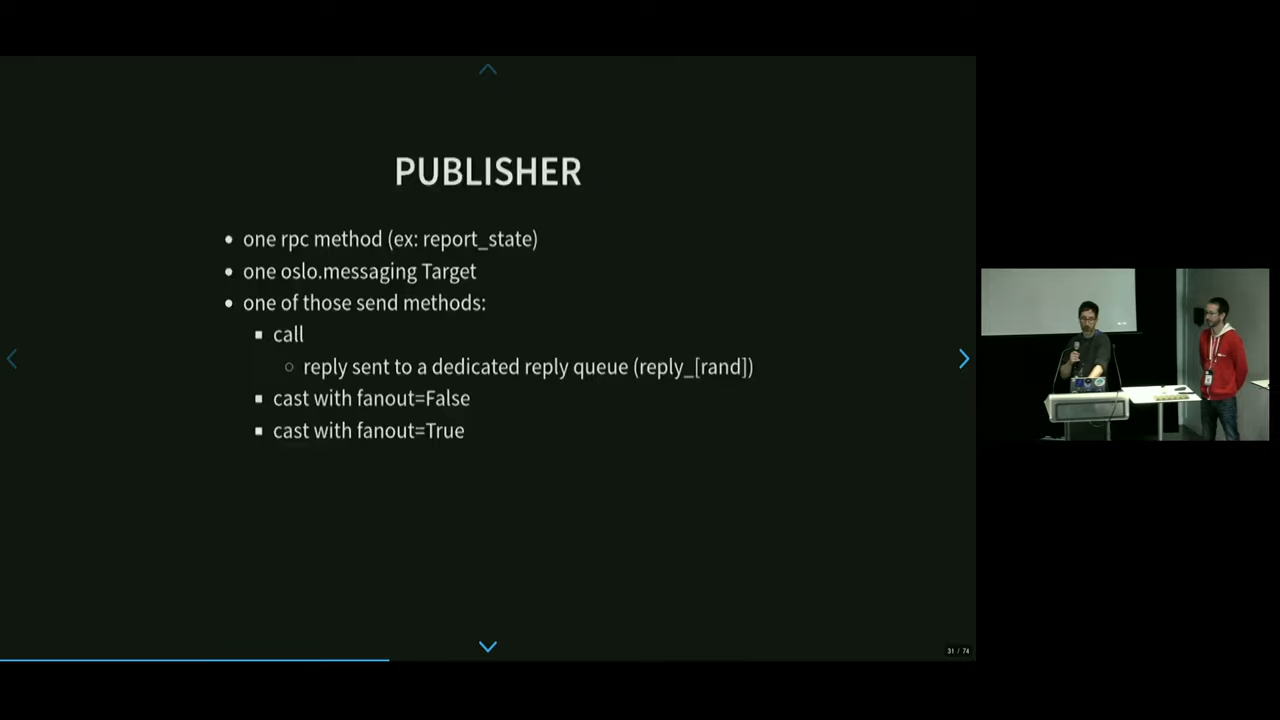 PUBLISHER
one rpc method (ex: report_state)
one oslo.messaging Target
one of those send methods:
call
reply sent to a dedicated reply queue (reply_[rand])
cast with fanout=False
cast with fanout=True
31 / 74